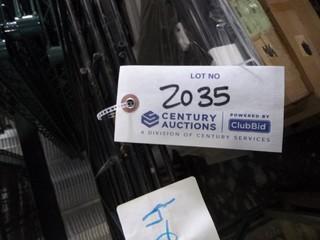 LOT NO
2035
CENTURY
AUCTIONS
POWERED BY
ClubBid
A DIVISION OF CENTURY SERVICES